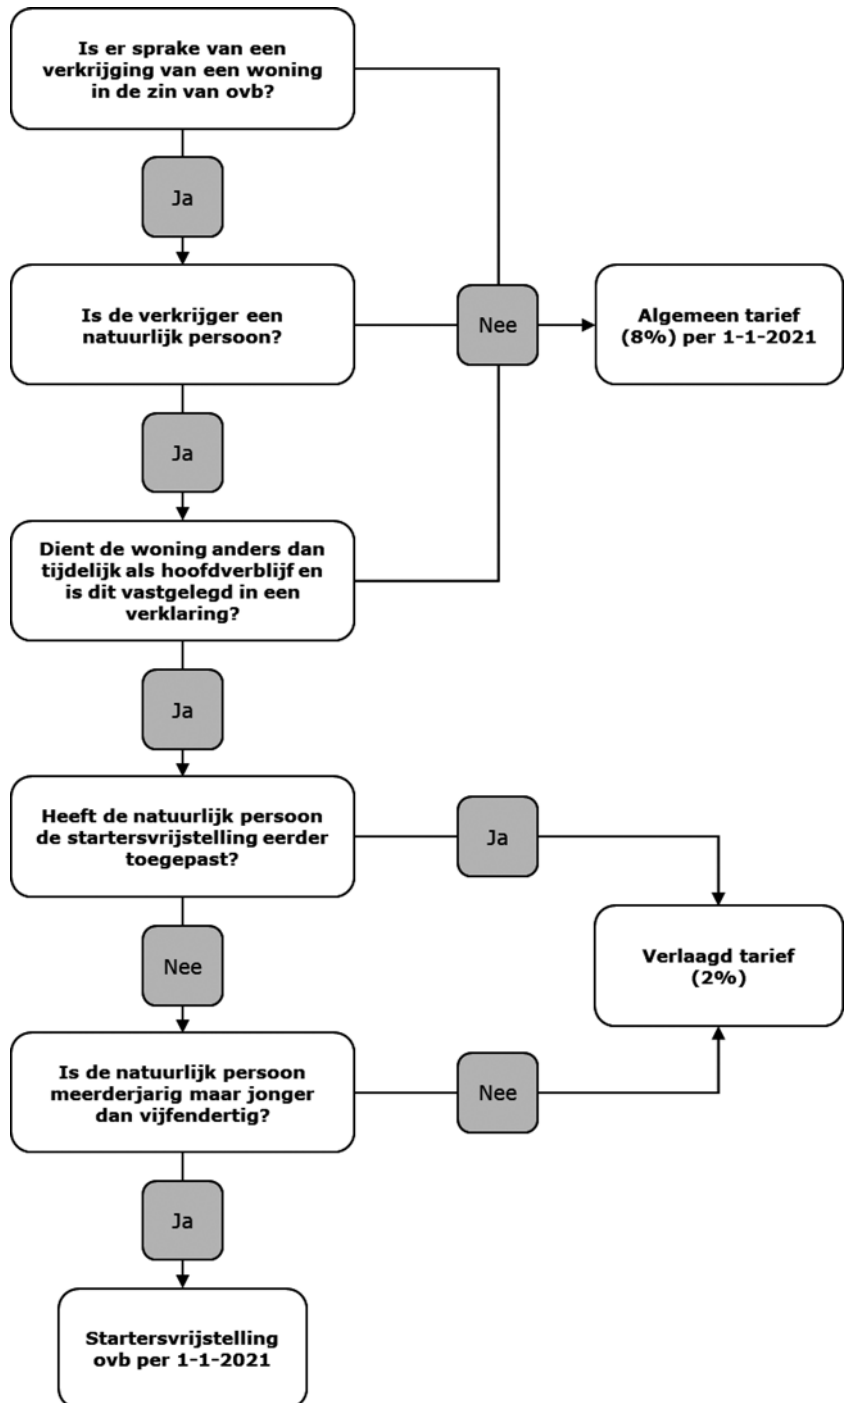 Is er sprake van een
verkrijging van een woning
in de zin van ovb?
Ja
Is de verkrijger een
natuurlijk persoon?
Nee
Algemeen tarief
(8%) per 1-1-2021
Ja
Dient de woning anders dan
tijdelijk als hoofdverblijf en
is dit vastgelegd in een
verklaring?
Ja
Heeft de natuurlijk persoon
de startersvrijstelling eerder
toegepast?
Ja
Verlaagd tarief
(2%)
Nee
Is de natuurlijk persoon
meerderjarig maar jonger
dan vijfendertig?
Nee
Ja
Startersvrijstelling
ovb per 1-1-2021